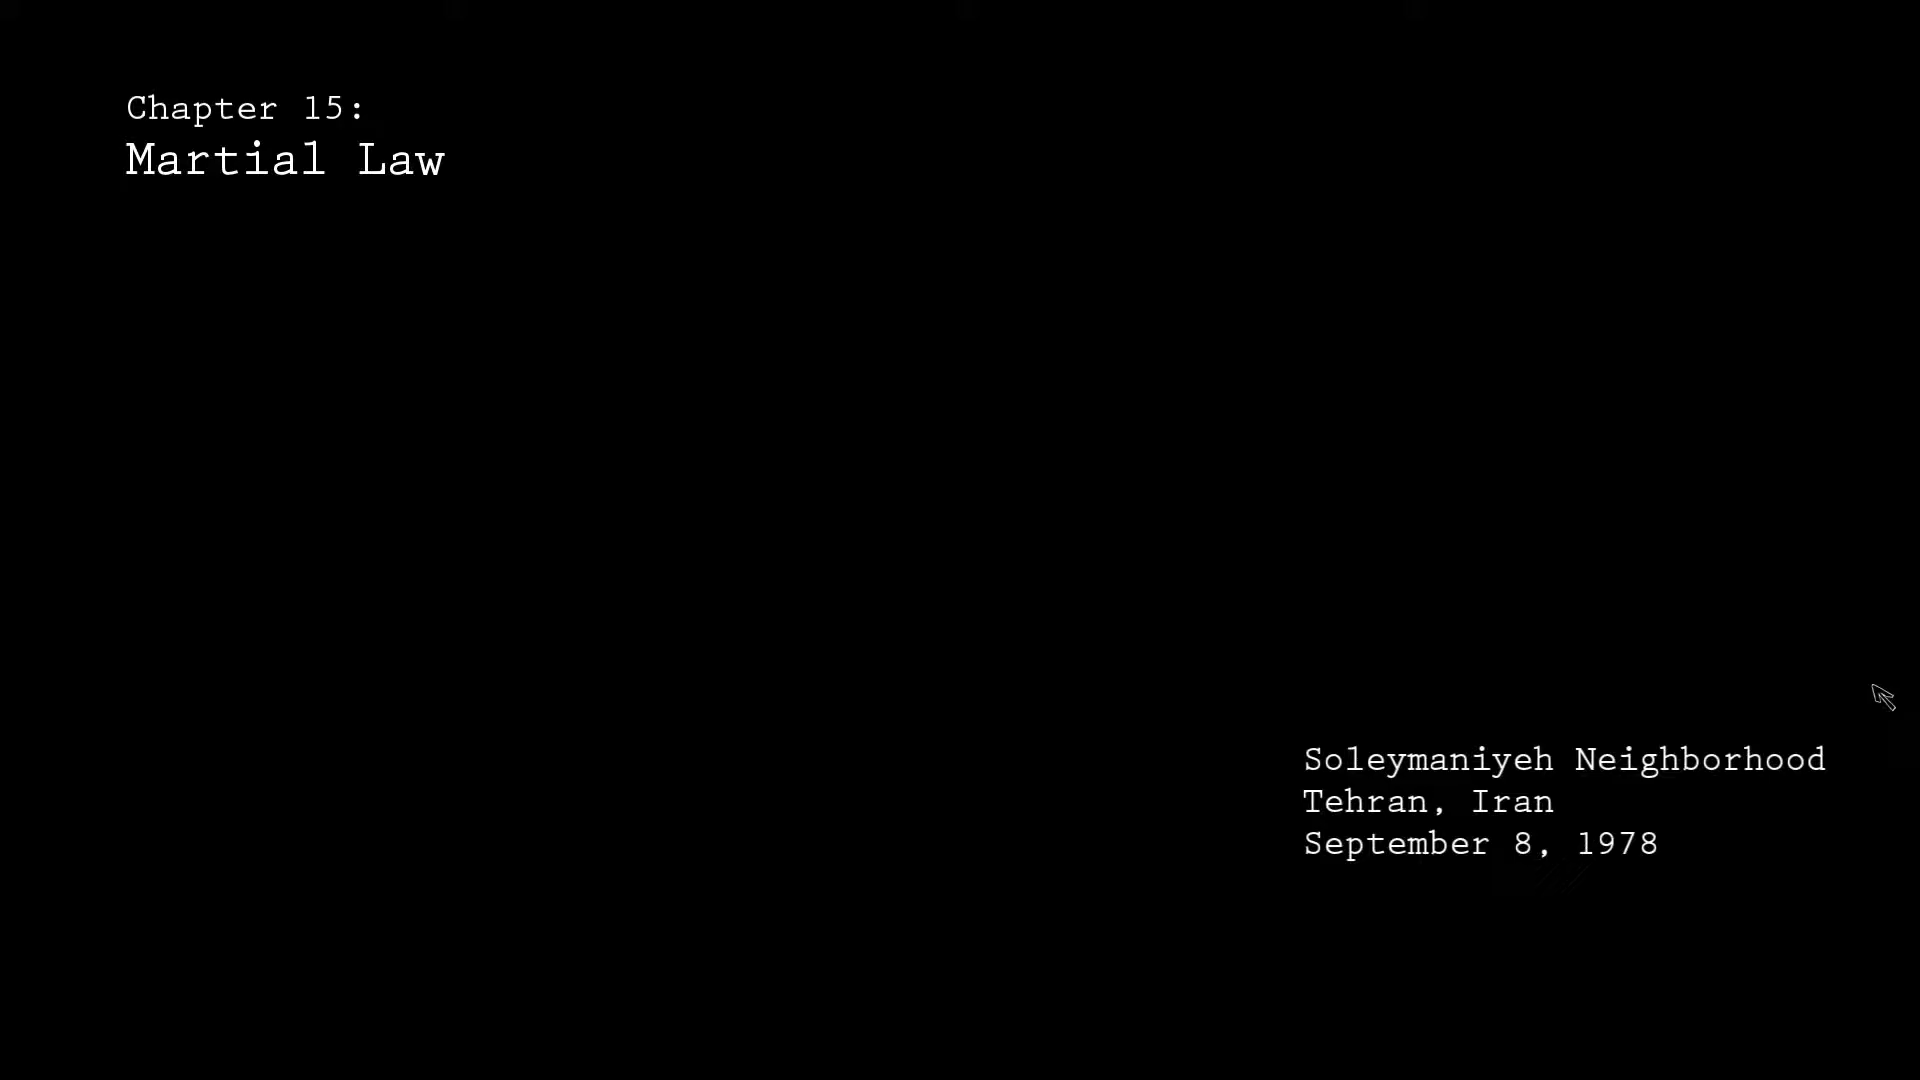 Chapter 15:
Martial Law
Soleymaniyeh Neighborhood
Tehran, Iran
September 8, 1978